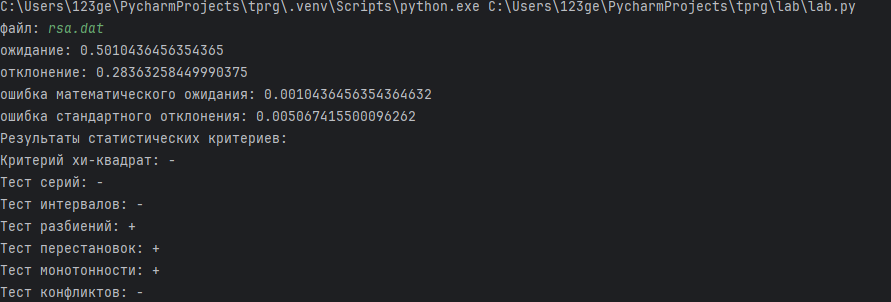 C:\Users\123ge\PycharmProjects\tprg\.venv\Scripts\python.exe C:\Users\123ge\PycharmProjects\tprg\lab\lab.py
файл: rsa.dat
ожидание: 0.5010436456354365
отклонение: 0.28363258449990375
ошибка математического ожидания: 0.0010436456354364632
ошибка стандартного отклонения: 0.005067415500096262
Результаты статистических критериев:
Критерий хи-квадрат: -
Тест серий: -
Тест интервалов: -
Тест разбиений: +
Тест перестановок: +
Тест монотонности: +
Тест конфликтов: -